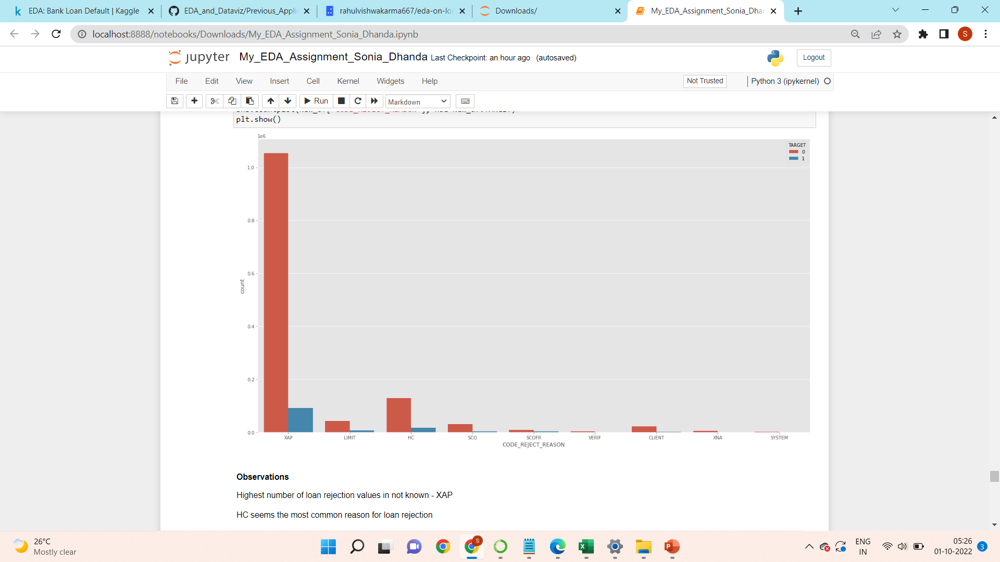 EDA: Bank Loan Default | Kaggle
EDA_and_Dataviz/Previous_Applic
rahulvishwakarma667/eda-on-loa
Downloads/
My_EDA_Assignment_Sonia_Dhan
localhost:8888/notebooks/Downloads/My_EDA_Assignment_Sonia_Dhanda.ipynb
S
jupyter My_EDA_Assignment_Sonia_Dhanda Last Checkpoint: an hour ago (autosaved)
Logout
File Edit View Insert Cell Kernel Widgets Help
Not Trusted
Python 3 (ipykernel)
Run
Markdown
plt.show()
1e6
TARGET
0
1
1.0
0.8
0.6
0.4
0.2
0.0
count
XAP LIMIT HC SCO SCOFR VERIF CLIENT XNA SYSTEM
CODE_REJECT_REASON
Observations
Highest number of loan rejection values in not known - XAP
HC seems the most common reason for loan rejection
26°C
Mostly clear
ENG
IN
05:26
01-10-2022
3